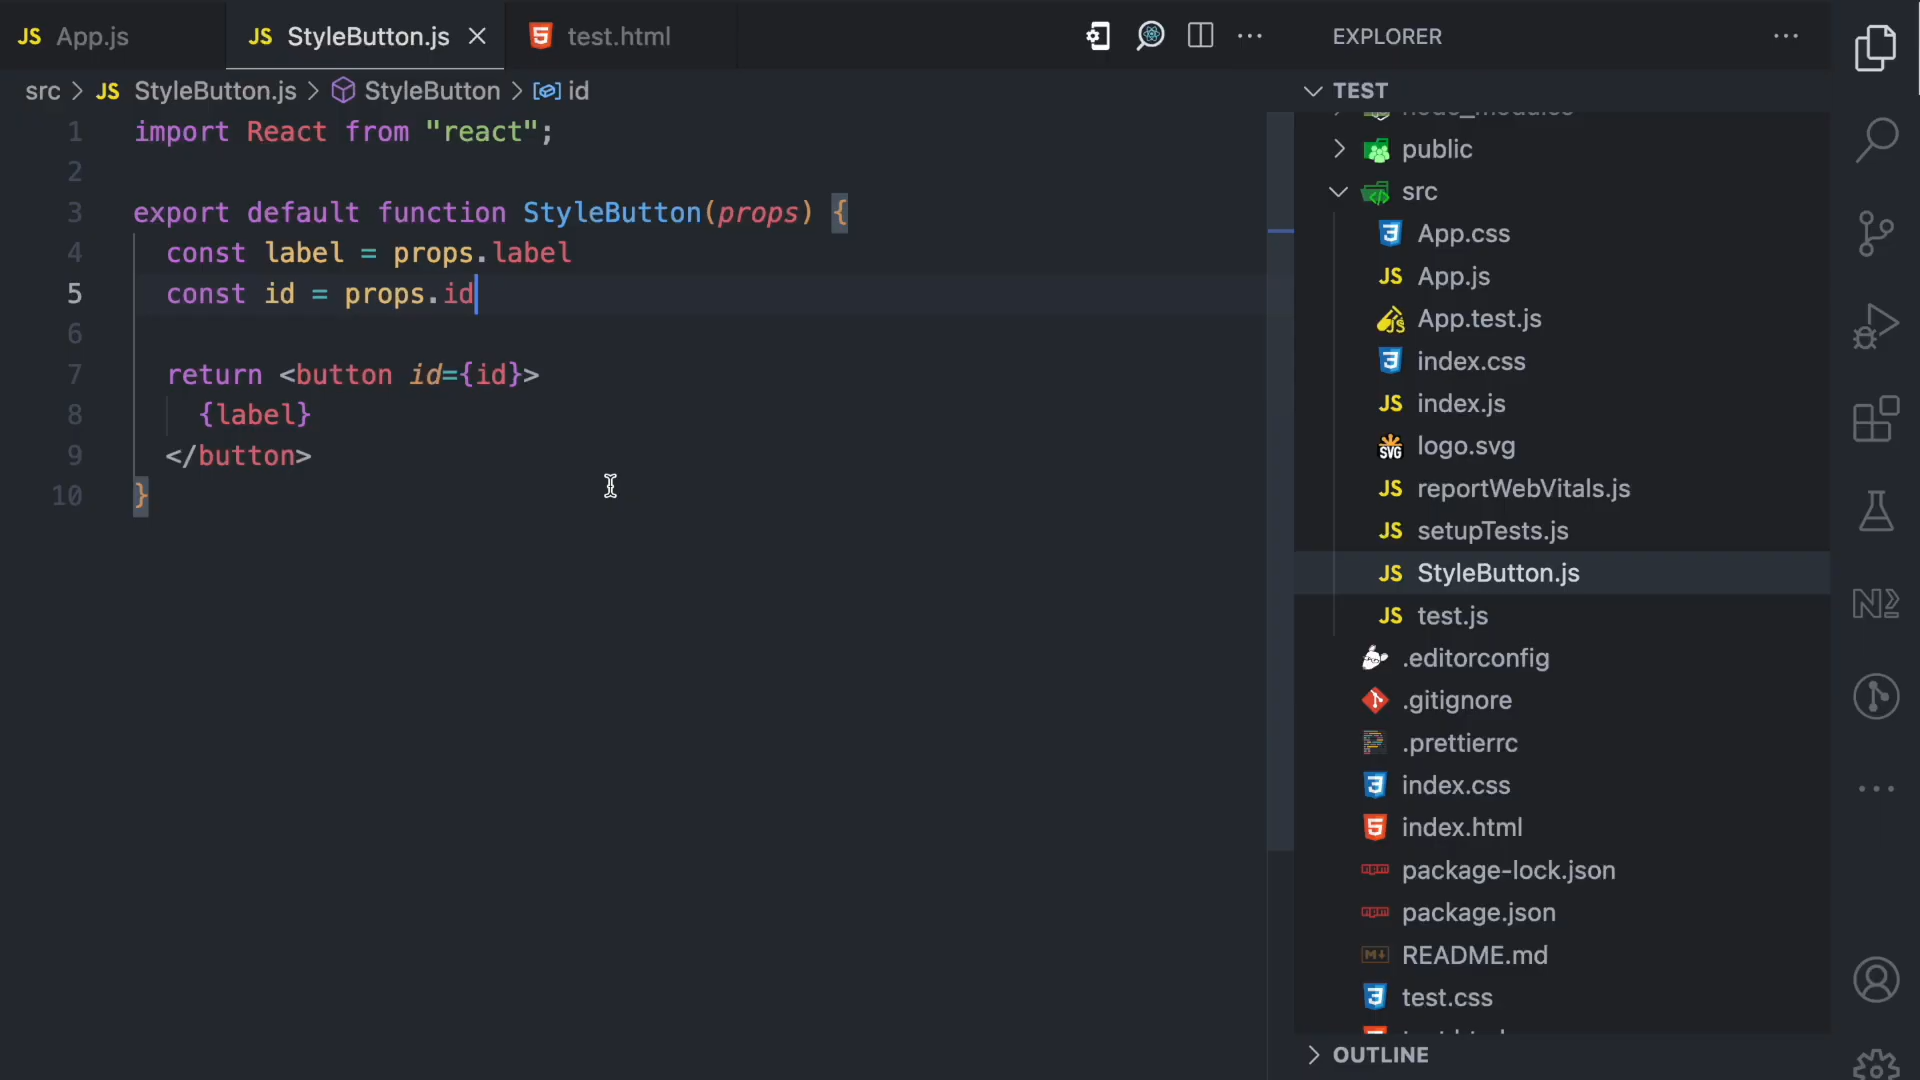 JS App.js
JS StyleButton.js
test.html
EXPLORER
src > JS StyleButton.js > StyleButton > id
TEST
1 import React from "react";
2
3 export default function StyleButton(props) {
4 const label = props.label
5 const id = props.id
6
7 return <button id={id}>
8 {label}
9 </button>
10 }
node_modules
public
src
App.css
JS App.js
App.test.js
index.css
JS index.js
SVG logo.svg
JS reportWebVitals.js
JS setupTests.js
JS StyleButton.js
JS test.js
.editorconfig
.gitignore
.prettierrc
index.css
index.html
package-lock.json
package.json
README.md
test.css
OUTLINE